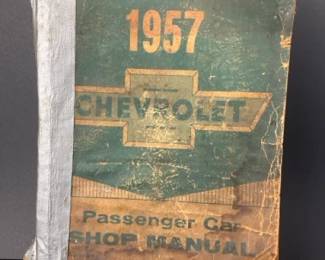 1957
CHEVROLET
Passenger Car
SHOP MANUAL